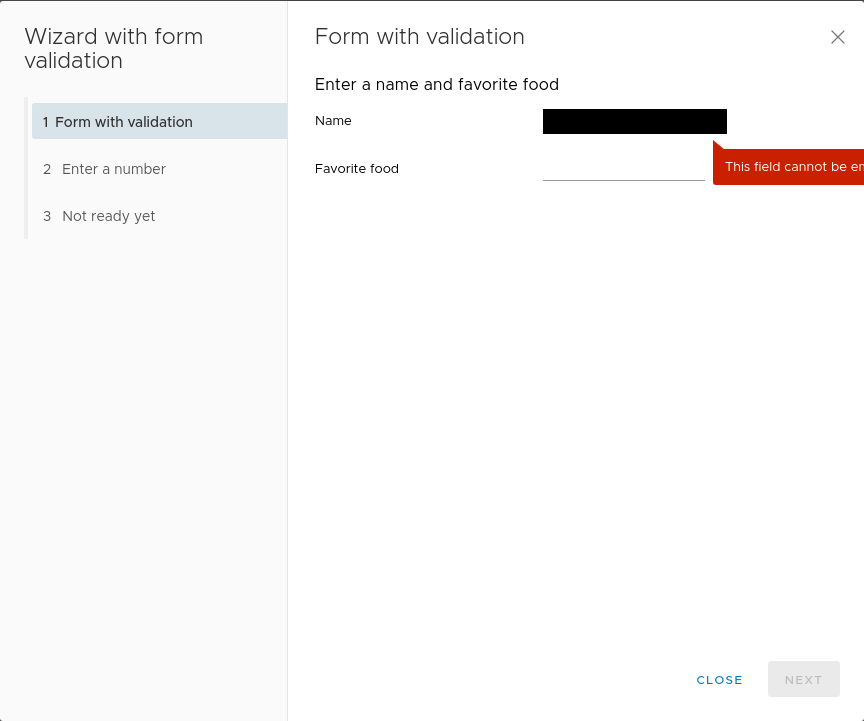 Wizard with form
validation
1 Form with validation
2 Enter a number
3 Not ready yet
Form with validation
Enter a name and favorite food
Name
This field cannot be
Favorite food
CLOSE
NEXT